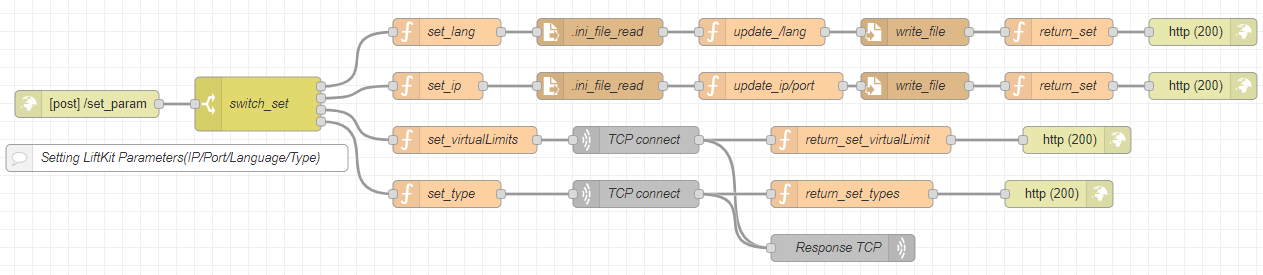 set_lang .ini_file_read update_/lang write_file return_set http (200)
set_ip .ini_file_read update_ip/port write_file return_set http (200)
[post] /set_param switch_set
set_virtualLimits TCP connect return_set_virtualLimit http (200)
Setting LiftKit Parameters(IP/Port/Language/Type)
set_type TCP connect return_set_types http (200)
Response TCP